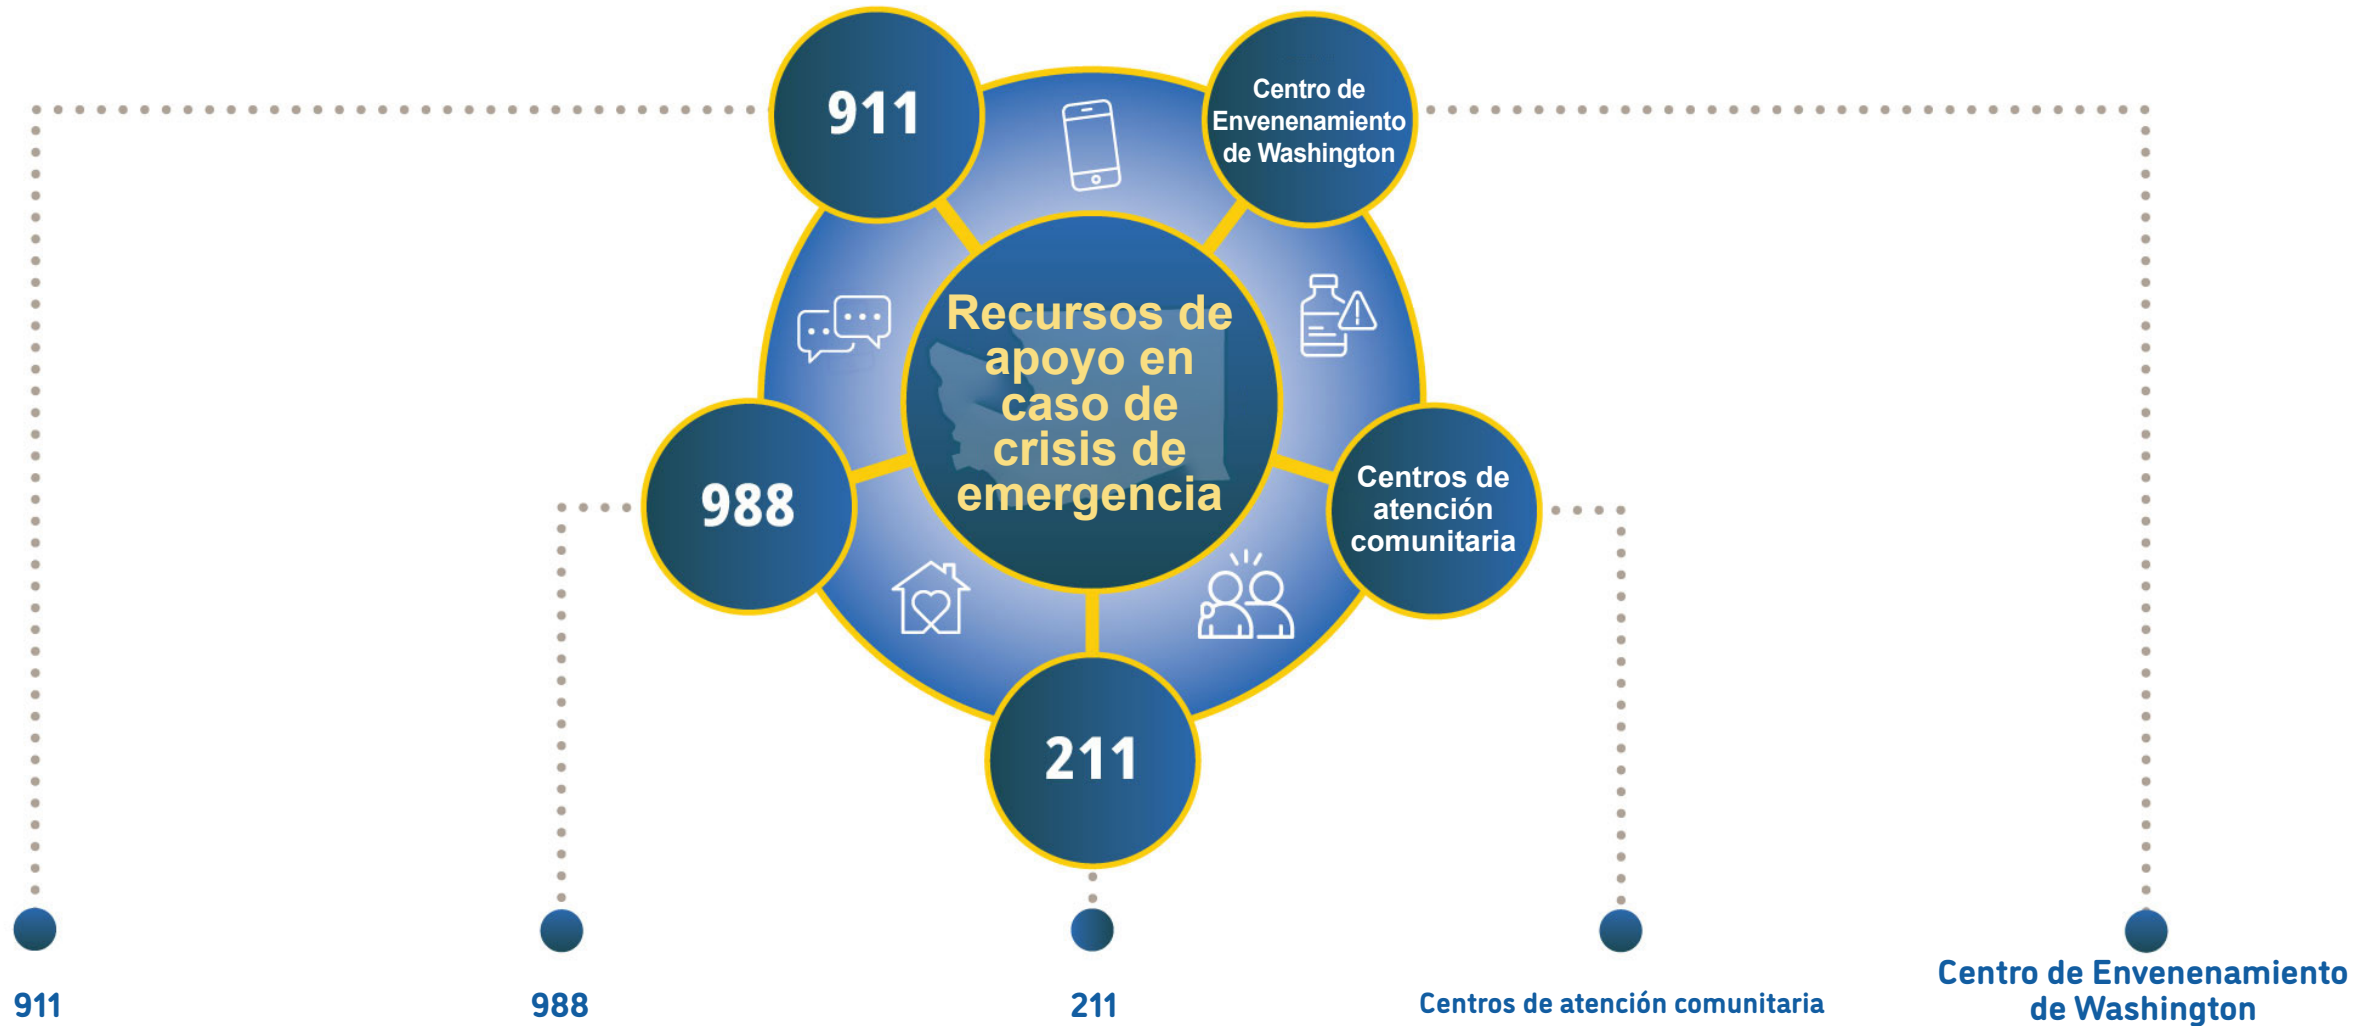 911
Centro de
Envenenamiento
de Washington
Recursos de
apoyo en
caso de
crisis de
emergencia
988
Centros de
atención
comunitaria
211
911
988
211
Centros de atención comunitaria
Centro de Envenenamiento
de Washington